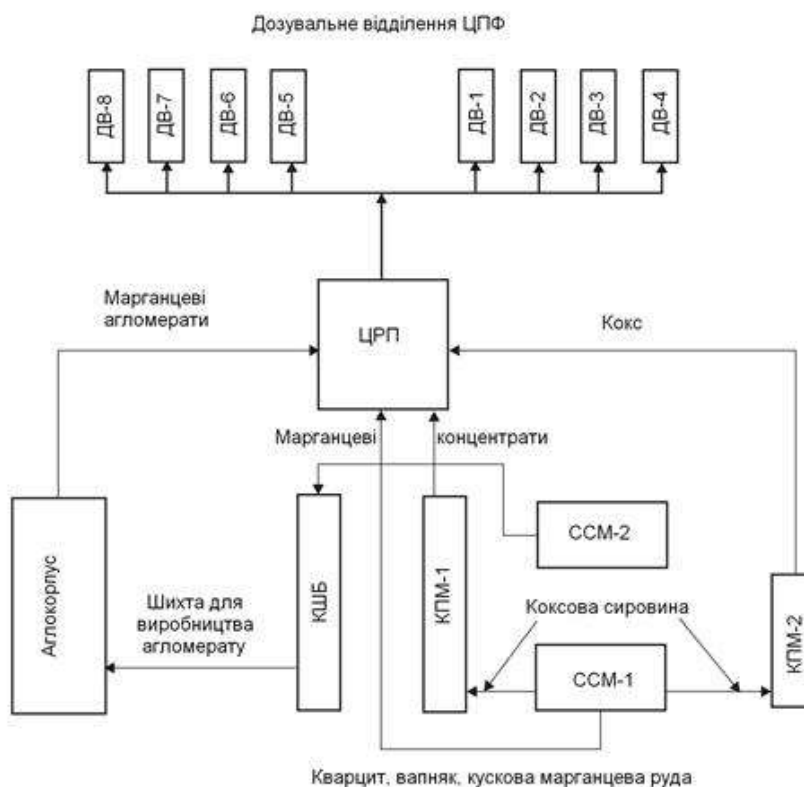 Дозувальне відділення ЦПФ
ДВ-8
ДВ-7
ДВ-6
ДВ-5
ДВ-1
ДВ-2
ДВ-3
ДВ-4
Марганцеві
агломерати
ЦРП
Кокс
Марганцеві
концентрати
Аглокорпус
Шихта для
виробництва
агломерату
КШБ
КПМ-1
ССМ-2
Коксова сировина
ССМ-1
КПМ-2
Кварцит, вапняк, кускова марганцева руда